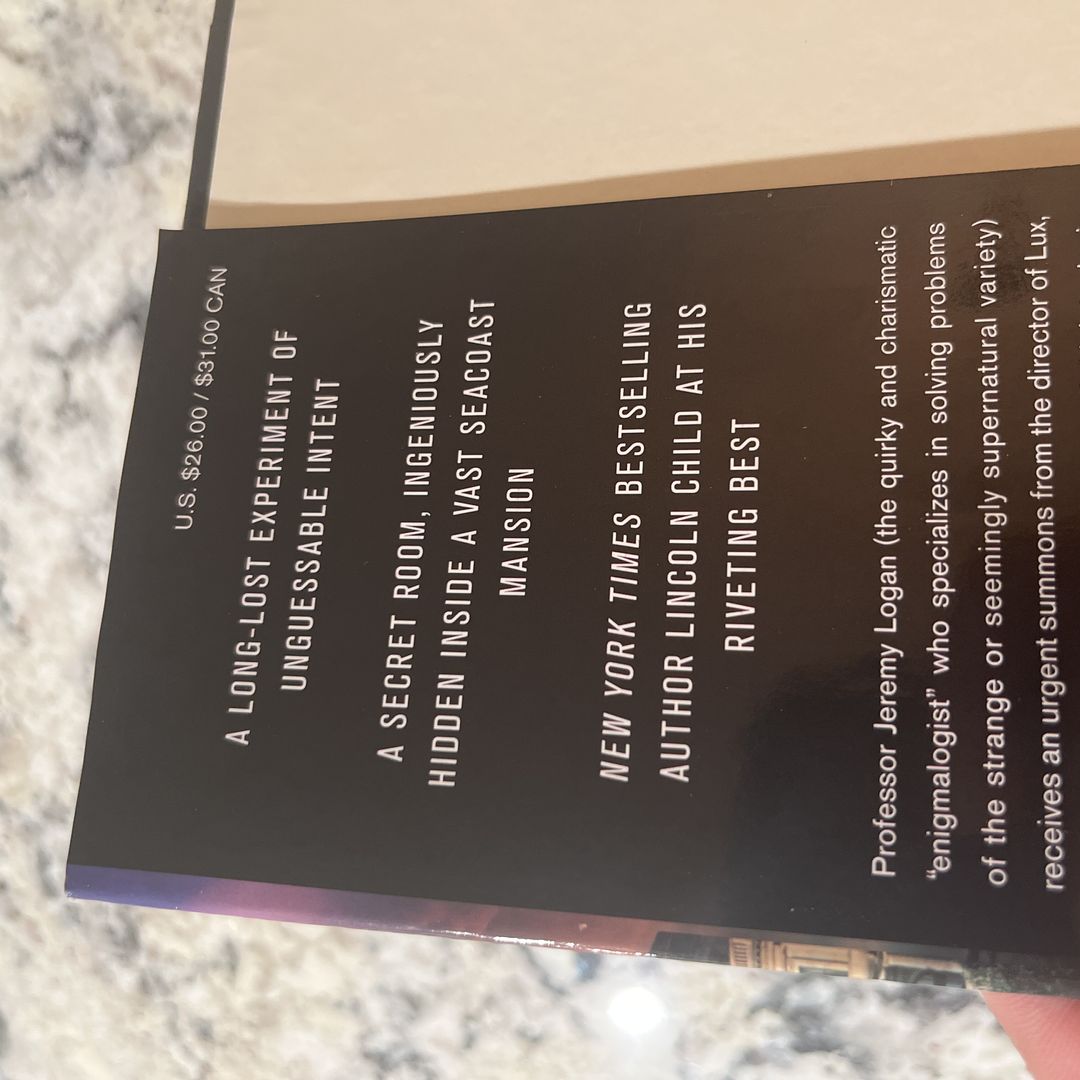 U.S. $26.00 / $31.00 CAN
A LONG-LOST EXPERIMENT OF
UNGUESSABLE INTENT
A SECRET ROOM, INGENIOUSLY
HIDDEN INSIDE A VAST SEACOAST
MANSION
NEW YORK TIMES BESTSELLING
AUTHOR LINCOLN CHILD AT HIS
RIVETING BEST
Professor Jeremy Logan (the quirky and charismatic
“enigmalogist” who specializes in solving problems
of the strange or seemingly supernatural variety)
receives an urgent summons from the director of Lux,